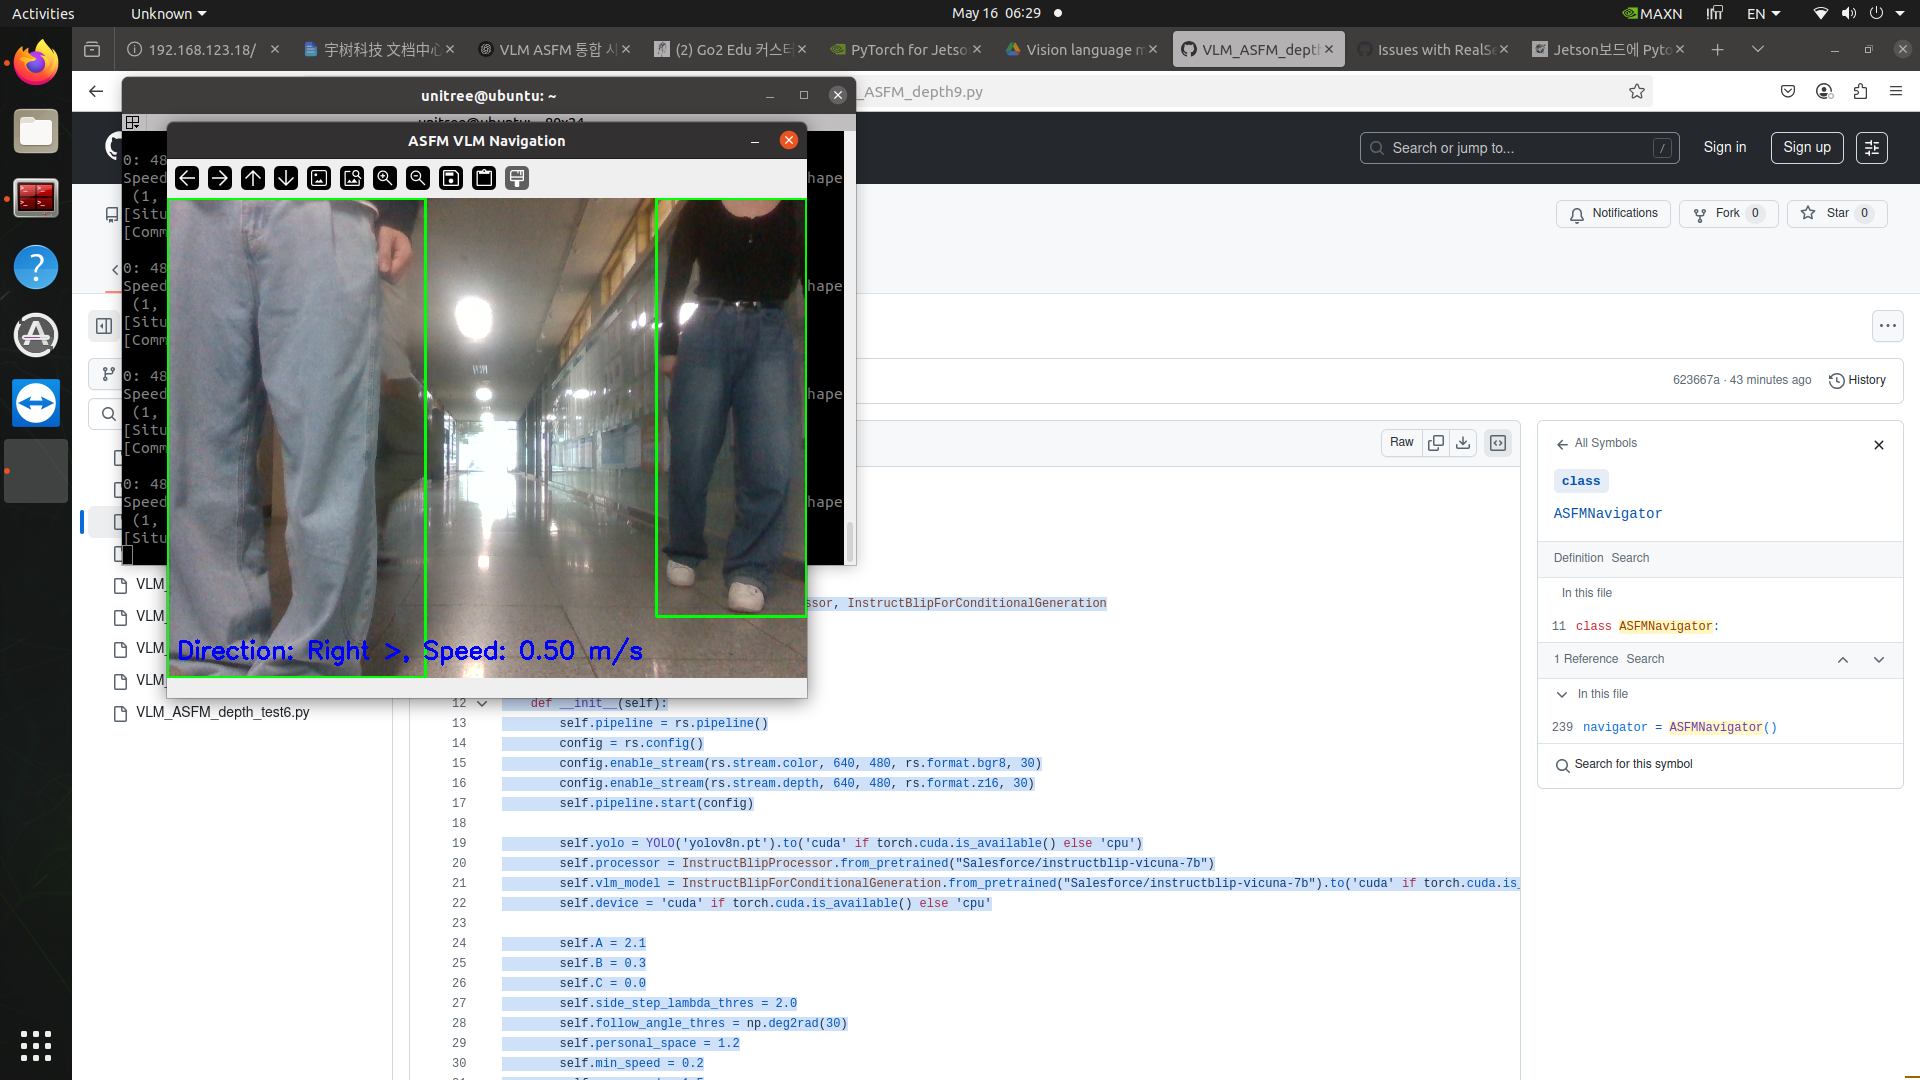 Activities
Unknown
May 16  06:29
MAXN
EN
192.168.123.18/
宇树科技 文档中心
VLM ASFM 통합 시
(2) Go2 Edu 커스터
PyTorch for Jetso
Vision language m
VLM_ASFM_depth
Issues with RealSe
Jetson보드에 Pyto
_ASFM_depth9.py
unitree@ubuntu: ~
ASFM VLM Navigation
Search or jump to...
/
Sign in
Sign up
0: 48
Speed
hape
(1,
[Situ
[Comm
0: 48
Speed
hape
(1,
[Situ
[Comm
0: 48
Speed
hape
(1,
[Situ
[Comm
0: 48
Speed
hape
(1,
[Situ
Direction: Right >, Speed: 0.50 m/s
Notifications
Fork 0
Star 0
623667a · 43 minutes ago
History
Raw
VLM_
VLM_
VLM_
VLM_
VLM_ASFM_depth_test6.py
ssor, InstructBlipForConditionalGeneration
12 def __init__(self):
13 self.pipeline = rs.pipeline()
14 config = rs.config()
15 config.enable_stream(rs.stream.color, 640, 480, rs.format.bgr8, 30)
16 config.enable_stream(rs.stream.depth, 640, 480, rs.format.z16, 30)
17 self.pipeline.start(config)
18
19 self.yolo = YOLO('yolov8n.pt').to('cuda' if torch.cuda.is_available() else 'cpu')
20 self.processor = InstructBlipProcessor.from_pretrained("Salesforce/instructblip-vicuna-7b")
21 self.vlm_model = InstructBlipForConditionalGeneration.from_pretrained("Salesforce/instructblip-vicuna-7b").to('cuda' if torch.cuda.is_
22 self.device = 'cuda' if torch.cuda.is_available() else 'cpu'
23
24 self.A = 2.1
25 self.B = 0.3
26 self.C = 0.0
27 self.side_step_lambda_thres = 2.0
28 self.follow_angle_thres = np.deg2rad(30)
29 self.personal_space = 1.2
30 self.min_speed = 0.2
All Symbols
class
ASFMNavigator
Definition Search
In this file
11 class ASFMNavigator:
1 Reference Search
In this file
239 navigator = ASFMNavigator()
Search for this symbol